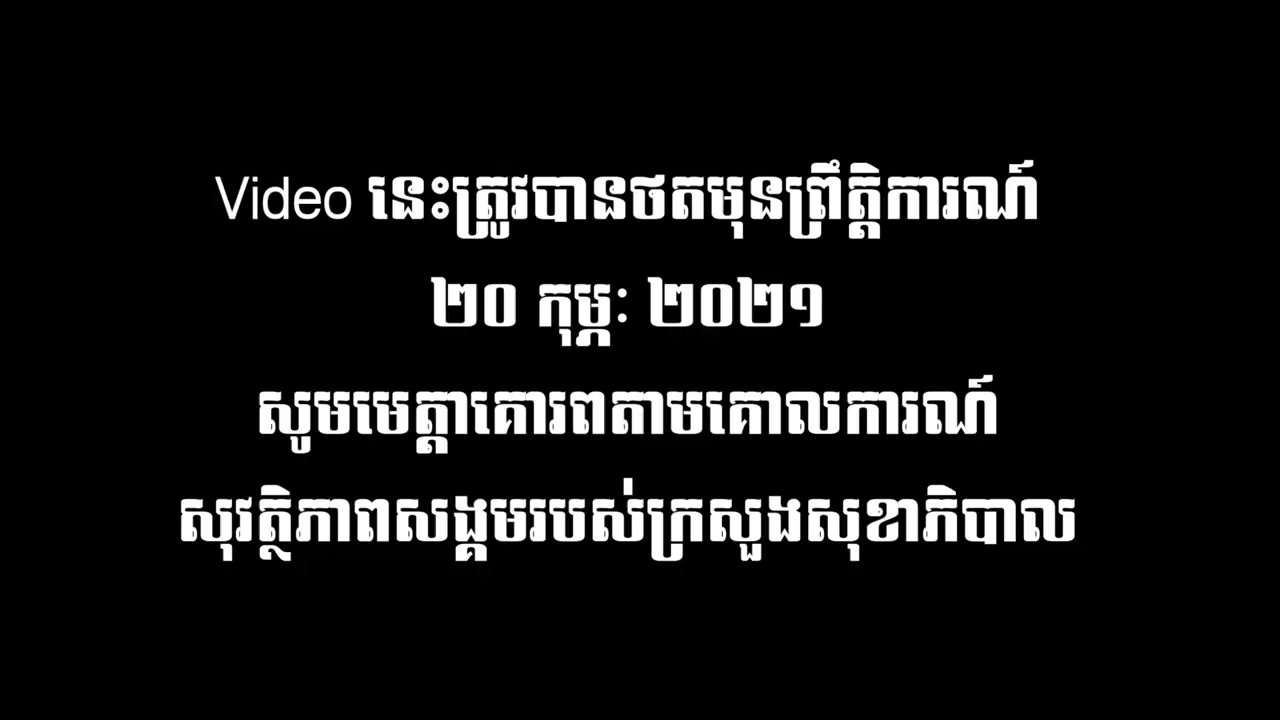 Video នេះត្រូវបានថតមុនព្រឹត្តិការណ៍
២០ កុម្ភៈ ២០២១
សូមមេត្តាគោរពតាមគោលការណ៍
សុវត្ថិភាពសង្គមរបស់ក្រសួងសុខាភិបាល